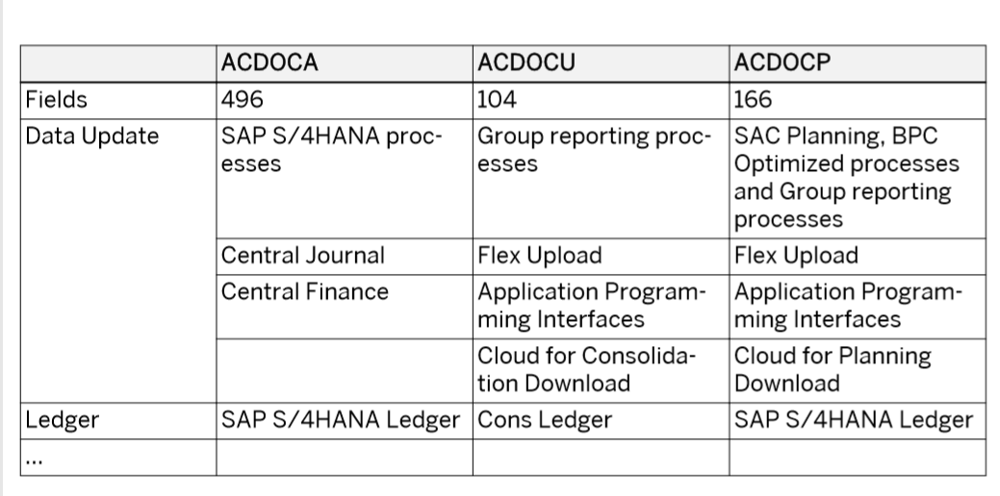 ACDOCA ACDOCU ACDOCP
Fields 496 104 166
Data Update SAP S/4HANA proc- Group reporting proc- SAC Planning, BPC
esses esses Optimized processes
and Group reporting
processes
Central Journal Flex Upload Flex Upload
Central Finance Application Program- Application Program-
ming Interfaces ming Interfaces
Cloud for Consolida- Cloud for Planning
tion Download Download
Ledger SAP S/4HANA Ledger Cons Ledger SAP S/4HANA Ledger
...